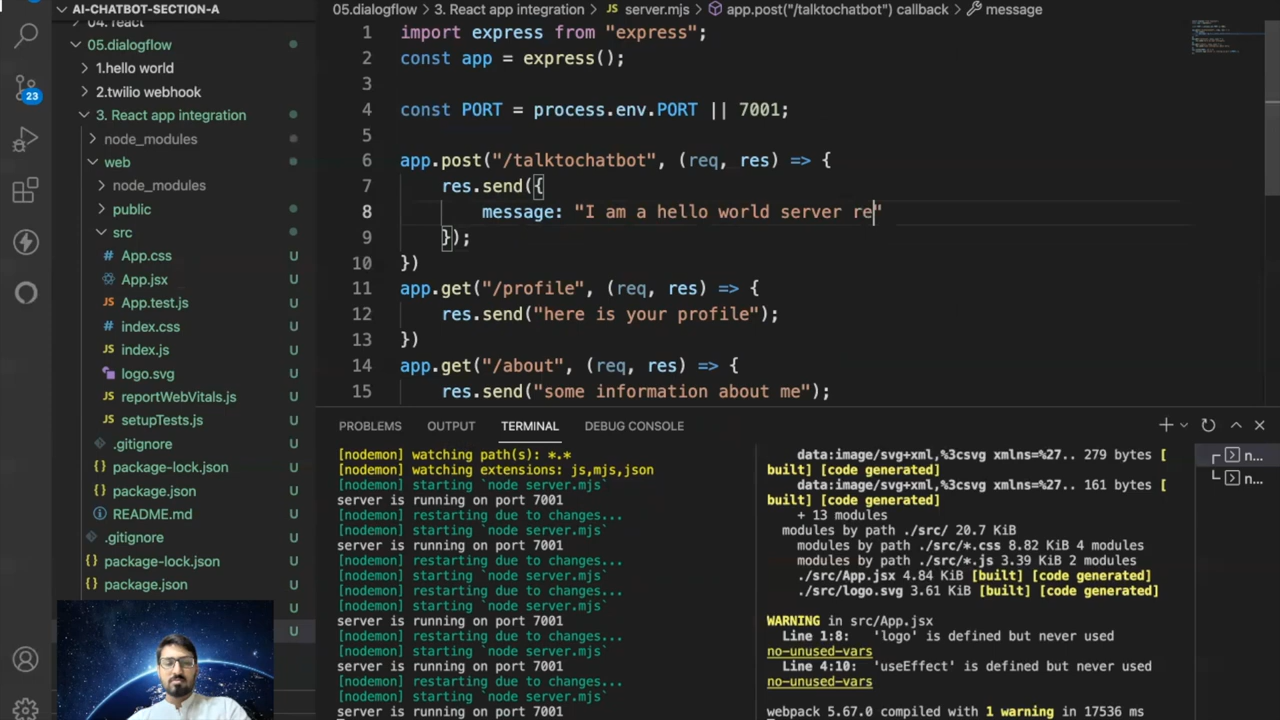 AI-CHATBOT-SECTION-A
04. react
05.dialogflow
1.hello world
2.twilio webhook
3. React app integration
node_modules
web
node_modules
public
src
App.css U
App.jsx U
App.test.js U
index.css U
index.js U
logo.svg U
reportWebVitals.js U
setupTests.js U
.gitignore U
package-lock.json U
package.json U
README.md U
.gitignore U
package-lock.json U
package.json U
U
U
23
05.dialogflow > 3. React app integration > JS server.mjs > app.post("/talktochatbot") callback > message
1 import express from "express";
2 const app = express();
3
4 const PORT = process.env.PORT || 7001;
5
6 app.post("/talktochatbot", (req, res) => {
7 res.send({
8 message: "I am a hello world server re"
9 });
10 })
11 app.get("/profile", (req, res) => {
12 res.send("here is your profile");
13 })
14 app.get("/about", (req, res) => {
15 res.send("some information about me");
PROBLEMS OUTPUT TERMINAL DEBUG CONSOLE
[nodemon] watching path(s): *.*
[nodemon] watching extensions: js,mjs,json
[nodemon] starting `node server.mjs`
server is running on port 7001
[nodemon] restarting due to changes...
[nodemon] starting `node server.mjs`
server is running on port 7001
[nodemon] restarting due to changes...
[nodemon] starting `node server.mjs`
[nodemon] restarting due to changes...
[nodemon] starting `node server.mjs`
server is running on port 7001
[nodemon] restarting due to changes...
[nodemon] starting `node server.mjs`
server is running on port 7001
[nodemon] restarting due to changes...
[nodemon] starting `node server.mjs`
server is running on port 7001
data:image/svg+xml,%3csvg xmlns=%27.. 279 bytes [
built] [code generated]
data:image/svg+xml,%3csvg xmlns=%27.. 161 bytes [
built] [code generated]
+ 13 modules
modules by path ./src/ 20.7 KiB
modules by path ./src/*.css 8.82 KiB 4 modules
modules by path ./src/*.js 3.39 KiB 2 modules
./src/App.jsx 4.84 KiB [built] [code generated]
./src/logo.svg 3.61 KiB [built] [code generated]
WARNING in src/App.jsx
Line 1:8: 'logo' is defined but never used
no-unused-vars
Line 4:10: 'useEffect' is defined but never used
no-unused-vars
webpack 5.67.0 compiled with 1 warning in 17536 ms
n...
n...